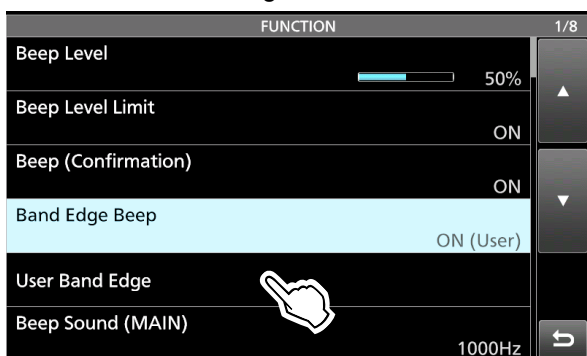 FUNCTION 1/8
Beep Level
50%
Beep Level Limit
ON
Beep (Confirmation)
ON
Band Edge Beep
ON (User)
User Band Edge
Beep Sound (MAIN)
1000Hz